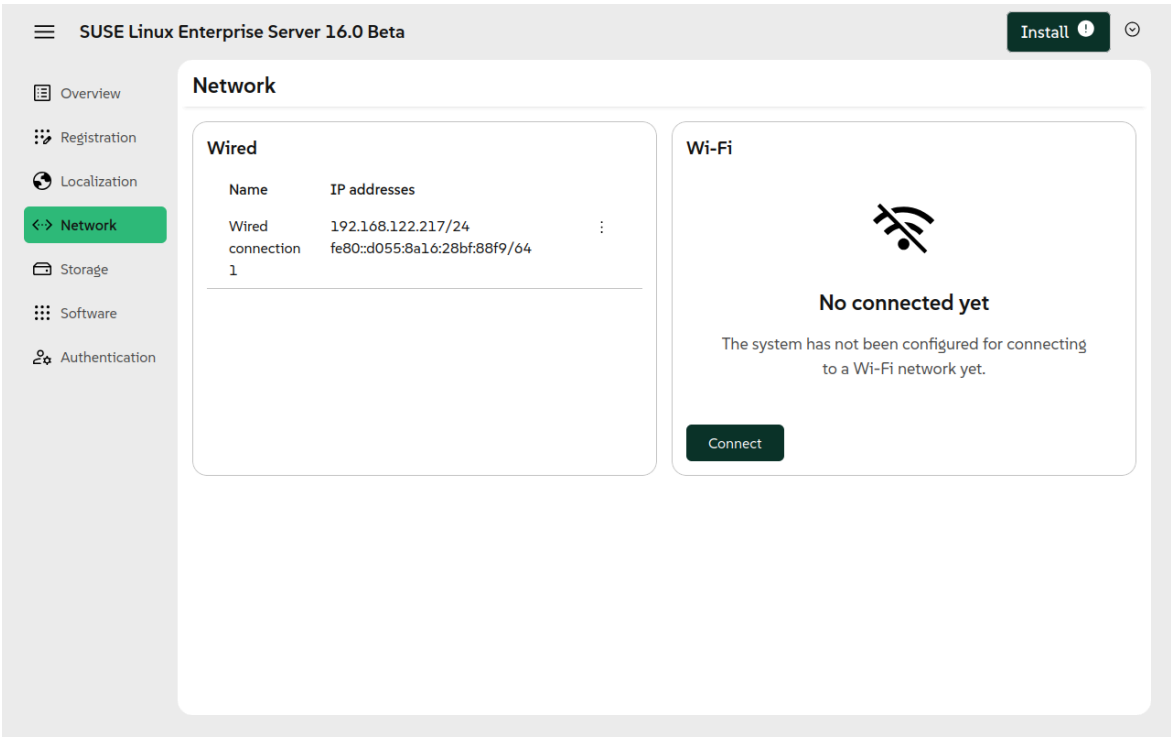 SUSE Linux Enterprise Server 16.0 Beta
Install
Overview
Registration
Localization
Network
Storage
Software
Authentication
Network
Wired
Name IP addresses
Wired 192.168.122.217/24
connection fe80::d055:8a16:28bf:88f9/64
1
Wi-Fi
No connected yet
The system has not been configured for connecting
to a Wi-Fi network yet.
Connect